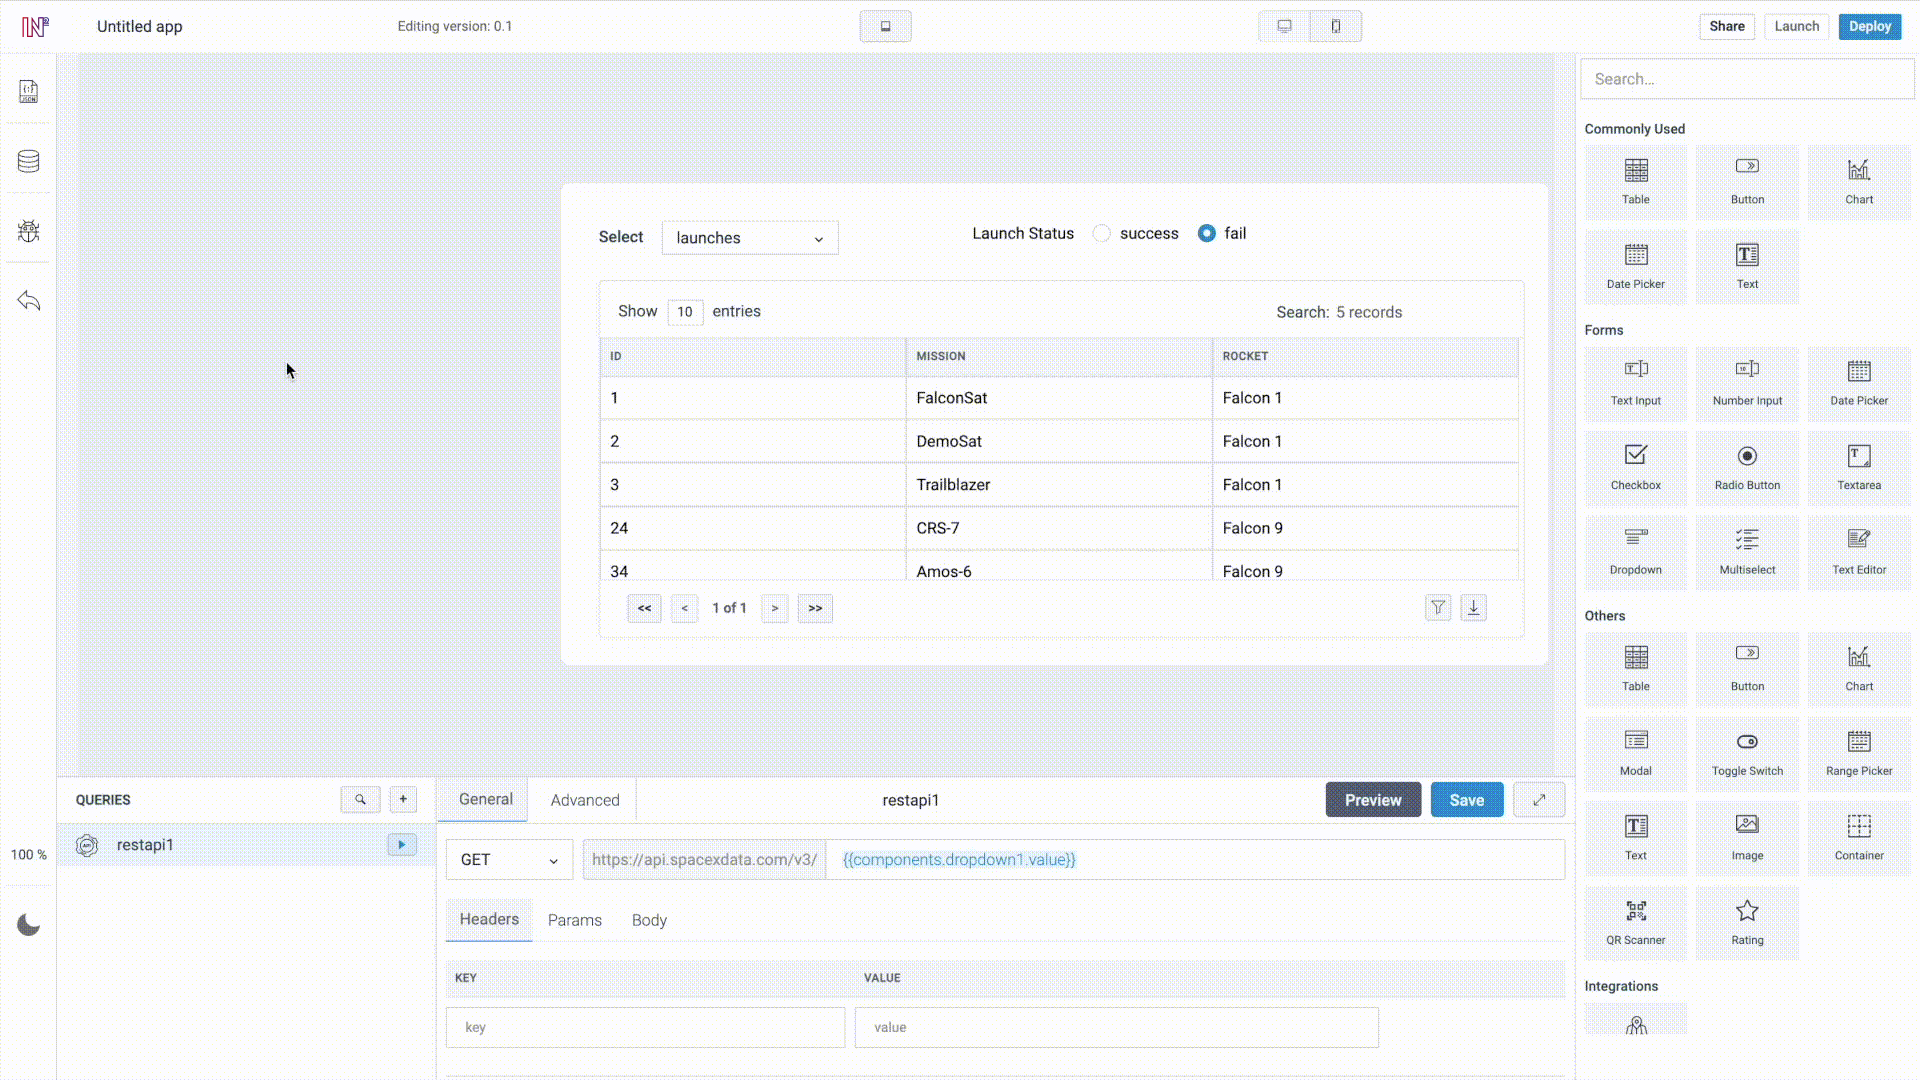 Untitled app
Editing version: 0.1
Share
Launch
Deploy
JSON
Select
launches
Launch Status
success
fail
Show 10 entries
Search: 5 records
ID MISSION ROCKET
1 FalconSat Falcon 1
2 DemoSat Falcon 1
3 Trailblazer Falcon 1
24 CRS-7 Falcon 9
34 Amos-6 Falcon 9
<< < 1 of 1 > >>
100 %
QUERIES
+
API
restapi1
General
Advanced
restapi1
Preview
Save
GET
https://api.spacexdata.com/v3/
{{components.dropdown1.value}}
Headers
Params
Body
KEY VALUE
key value
Search...
Commonly Used
Table
Button
Chart
Date Picker
Text
Forms
Text Input
Number Input
Date Picker
Checkbox
Radio Button
Textarea
Dropdown
Multiselect
Text Editor
Others
Table
Button
Chart
Modal
Toggle Switch
Range Picker
Text
Image
Container
QR Scanner
Rating
Integrations